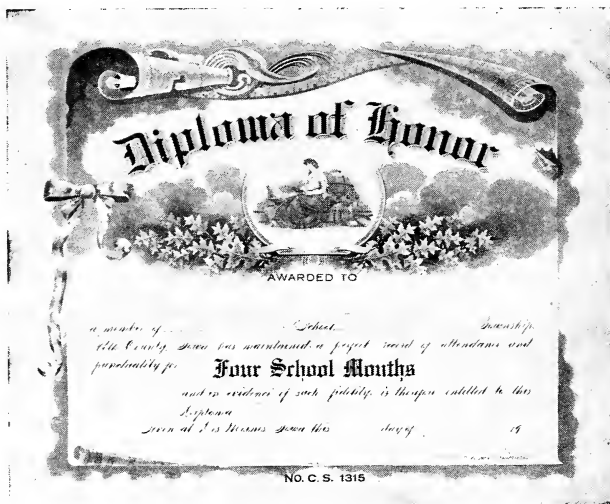 Diploma of Honor
AWARDED TO
a member of School Township,
Polk County, Iowa has maintained a perfect record of attendance and
punctuality for Four School Months
and in evidence of such fidelity, is therefore entitled to this
Diploma
Given at Des Moines Iowa this day of 19
NO. C. S. 1315